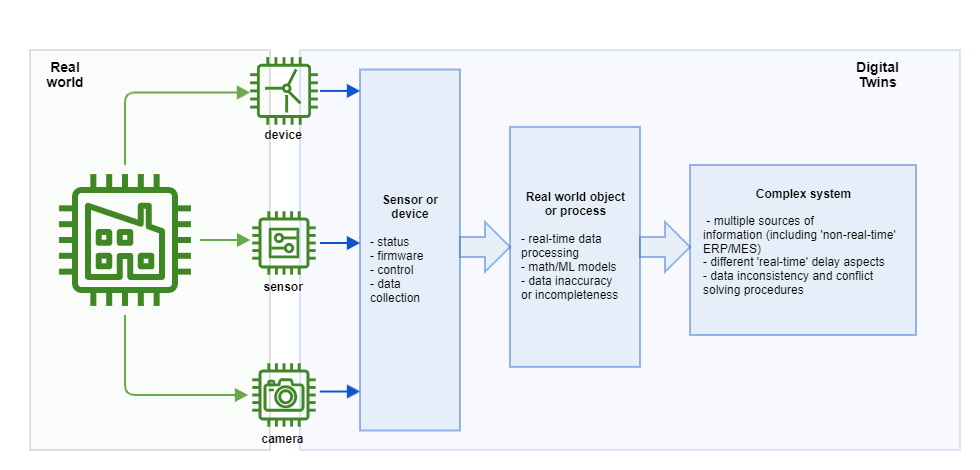 Real
world
Digital
Twins
device
sensor
camera
Sensor or
device
- status
- firmware
- control
- data
collection
Real world object
or process
- real-time data
processing
- math/ML models
- data inaccuracy
or incompleteness
Complex system
- multiple sources of
information (including 'non-real-time'
ERP/MES)
- different 'real-time' delay aspects
- data inconsistency and conflict
solving procedures